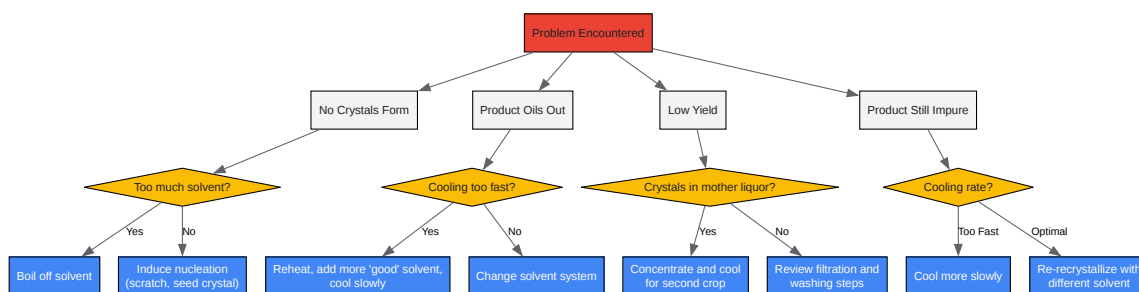 Problem Encountered
No Crystals Form
Product Oils Out
Low Yield
Product Still Impure
Too much solvent?
Cooling too fast?
Crystals in mother liquor?
Cooling rate?
Yes
No
Yes
No
Yes
No
Too Fast
Optimal
Boil off solvent
Induce nucleation
(scratch, seed crystal)
Reheat, add more 'good' solvent,
cool slowly
Change solvent system
Concentrate and cool
for second crop
Review filtration and
washing steps
Cool more slowly
Re-recrystallize with
different solvent